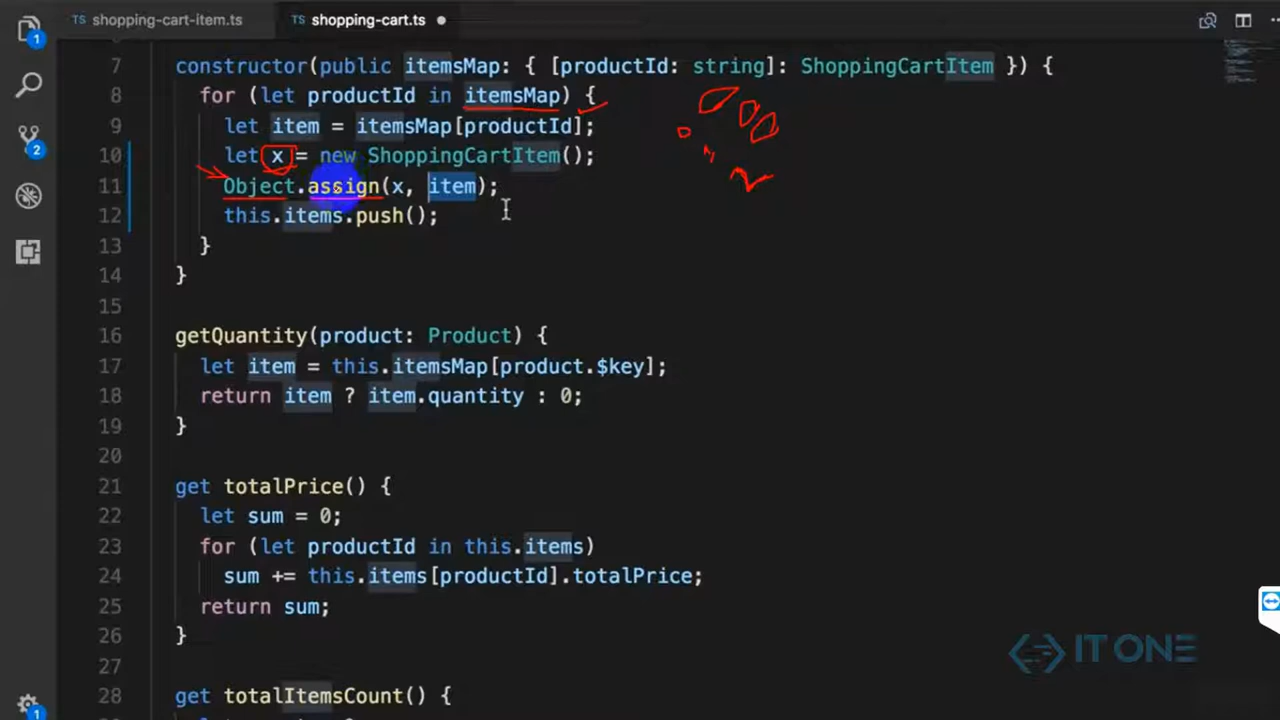 TS shopping-cart-item.ts TS shopping-cart.ts
7 constructor(public itemsMap: { [productId: string]: ShoppingCartItem }) {
8 for (let productId in itemsMap) {
9 let item = itemsMap[productId];
10 let x = new ShoppingCartItem();
11 Object.assign(x, item);
12 this.items.push();
13 }
14 }
15
16 getQuantity(product: Product) {
17 let item = this.itemsMap[product.$key];
18 return item ? item.quantity : 0;
19 }
20
21 get totalPrice() {
22 let sum = 0;
23 for (let productId in this.items)
24 sum += this.items[productId].totalPrice;
25 return sum;
26 }
27
28 get totalItemsCount() {
1
2
1
IT ONE